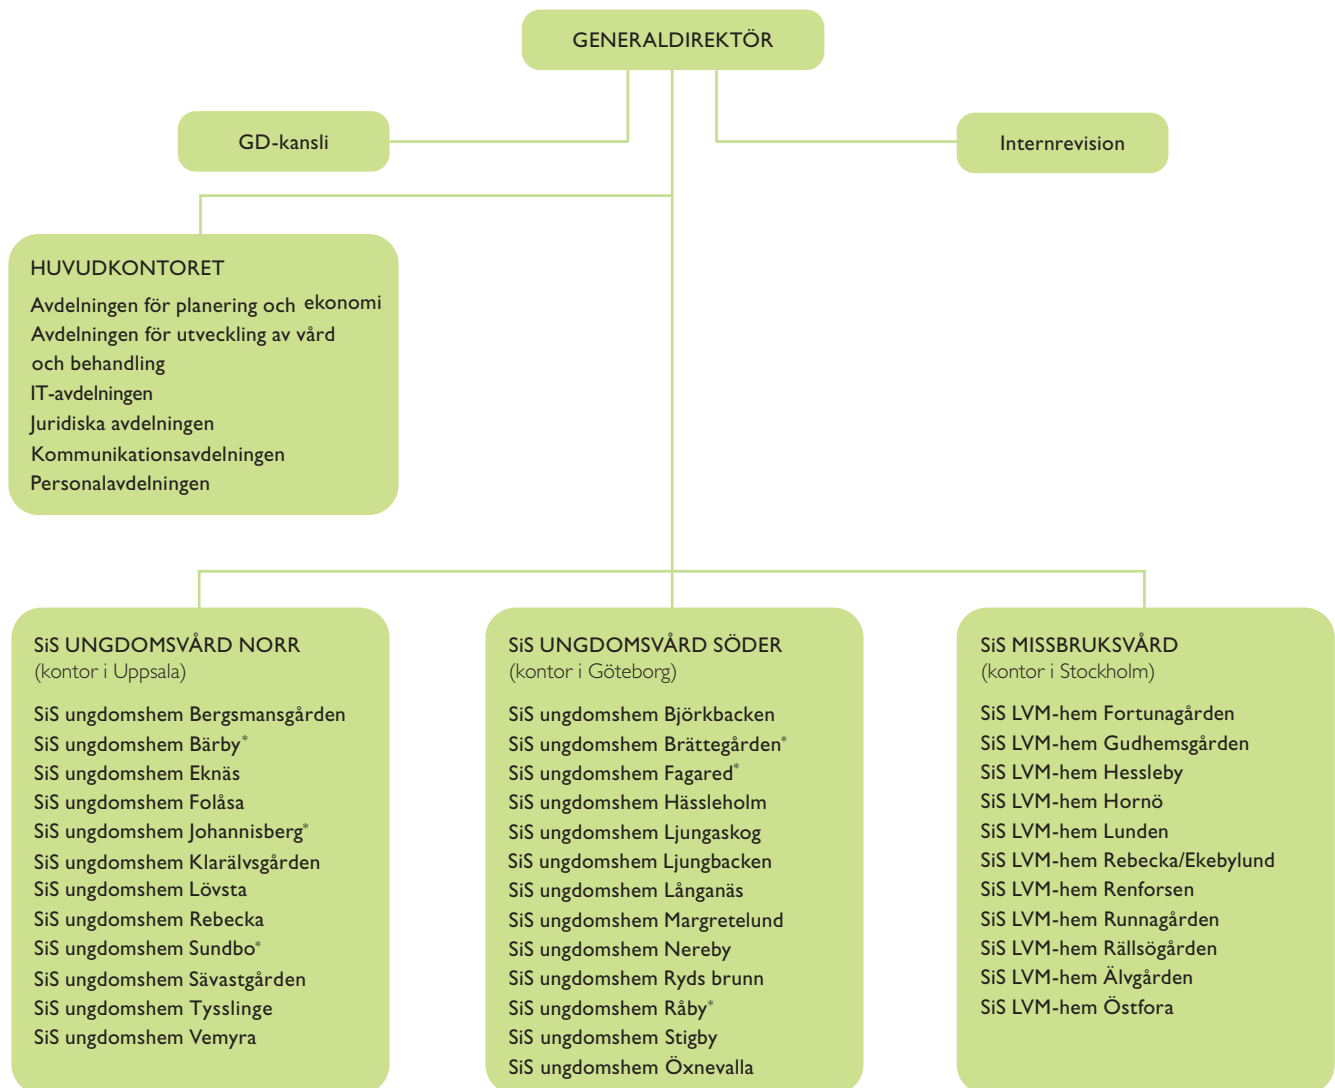 GENERALDIREKTÖR
GD-kansli
Internrevision
HUVUDKONTORET
Avdelningen för planering och ekonomi
Avdelningen för utveckling av vård
och behandling
IT-avdelningen
Juridiska avdelningen
Kommunikationsavdelningen
Personalavdelningen
SiS UNGDOMSVÅRD NORR
(kontor i Uppsala)
SiS ungdomshem Bergsmansgården
SiS ungdomshem Bärby*
SiS ungdomshem Eknäs
SiS ungdomshem Folåsa
SiS ungdomshem Johannisberg*
SiS ungdomshem Klarälvsgården
SiS ungdomshem Lövsta
SiS ungdomshem Rebecka
SiS ungdomshem Sundbo*
SiS ungdomshem Sävastgården
SiS ungdomshem Tysslinge
SiS ungdomshem Vemyra
SiS UNGDOMSVÅRD SÖDER
(kontor i Göteborg)
SiS ungdomshem Björkbacken
SiS ungdomshem Brättegården*
SiS ungdomshem Fagared*
SiS ungdomshem Hässleholm
SiS ungdomshem Ljungaskog
SiS ungdomshem Ljungbacken
SiS ungdomshem Långanäs
SiS ungdomshem Margretelund
SiS ungdomshem Nereby
SiS ungdomshem Ryds brunn
SiS ungdomshem Råby*
SiS ungdomshem Stigby
SiS ungdomshem Öxnevalla
SiS MISSBRUKSVÅRD
(kontor i Stockholm)
SiS LVM-hem Fortunagården
SiS LVM-hem Gudhemsgården
SiS LVM-hem Hessleby
SiS LVM-hem Hornö
SiS LVM-hem Lunden
SiS LVM-hem Rebecka/Ekebylund
SiS LVM-hem Renforsen
SiS LVM-hem Runnagården
SiS LVM-hem Rällsögården
SiS LVM-hem Älvgården
SiS LVM-hem Östfora